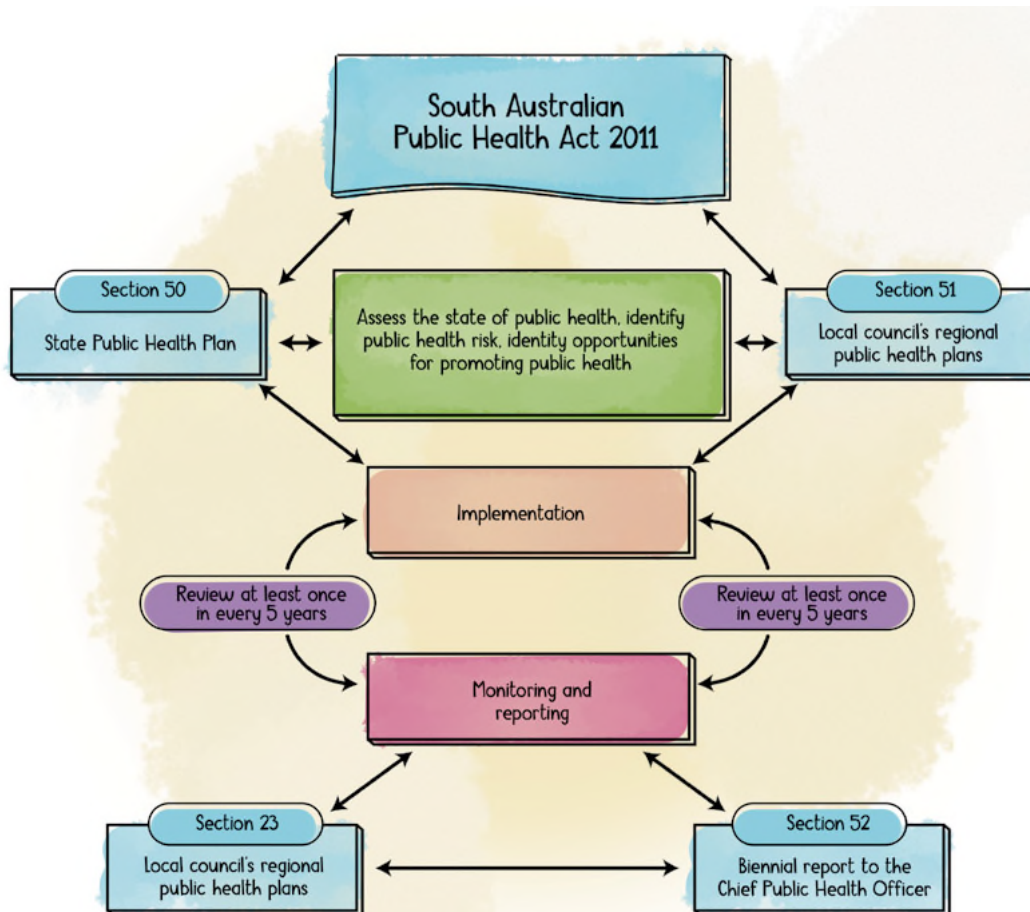 South Australian
Public Health Act 2011
Section 50
State Public Health Plan
Assess the state of public health, identify
public health risk, identity opportunities
for promoting public health
Section 51
Local council's regional
public health plans
Implementation
Review at least once
in every 5 years
Review at least once
in every 5 years
Monitoring and
reporting
Section 23
Local council's regional
public health plans
Section 52
Biennial report to the
Chief Public Health Officer